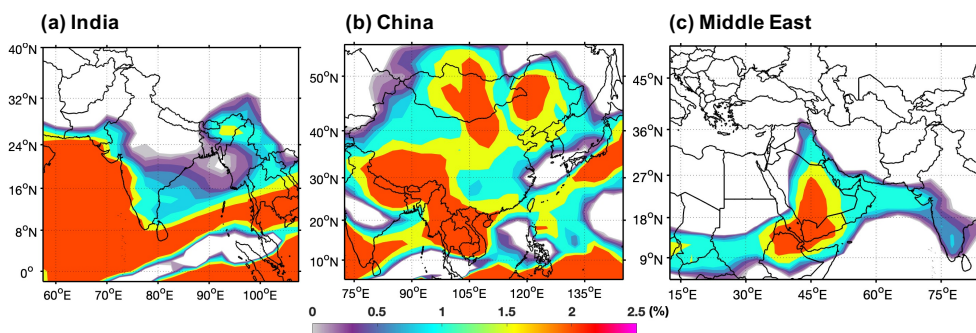 (a) India
(b) China
(c) Middle East
40°N
32°N
24°N
16°N
8°N
0°
60°E
70°E
80°E
90°E
100°E
50°N
40°N
30°N
20°N
10°N
75°E
90°E
105°E
120°E
135°E
45°N
36°N
27°N
18°N
9°N
15°E
30°E
45°E
60°E
75°E
0 0.5 1 1.5 2 2.5 (%)